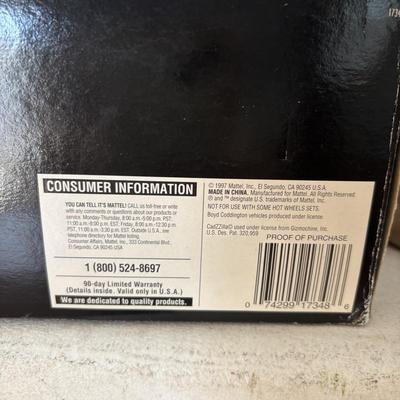 1734
CONSUMER INFORMATION
YOU CAN TELL IT'S MATTEL! CALL us toll-free or write
with my comments or questions about our products or
service. Monday-Thursday, 8:00 a.m.-5:00 p.m. PST;
11:00 a.m.-8:00 p.m. EST, Friday, 8:00 a.m.-12:30 p.m.
PST; 11:00 a.m.-3:30 p.m. EST. Outside U.S.A., see
telephone directory for Mattel listing.
Consumer Affairs, Mattel, Inc., 333 Continental Blvd.,
El Segundo, CA 90245 USA
1 (800) 524-8697
90-day Limited Warranty
(Details inside. Valid only in U.S.A.)
We are dedicated to quality products.
© 1997 Mattel, Inc., El Segundo, CA 90245 U.S.A.
MADE IN CHINA. Manufactured for Mattel. All Rights Reserved.
® and ™ designate U.S. trademarks of Mattel, Inc.
NOT FOR USE WITH SOME HOT WHEELS SETS.
Boyd Coddington vehicles produced under license.
CadZZilla© used under license from Gizmochine, Inc.
U.S. Des. Pat. 320,959
PROOF OF PURCHASE
0 74299 17348 6